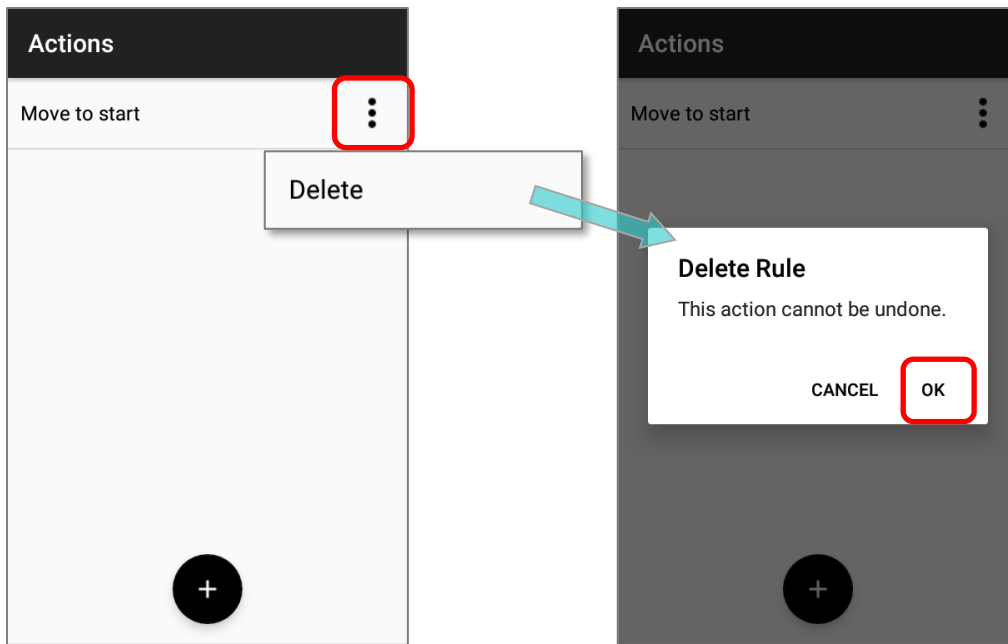 Actions
Move to start
Delete
+
Actions
Move to start
Delete Rule
This action cannot be undone.
CANCEL OK
+